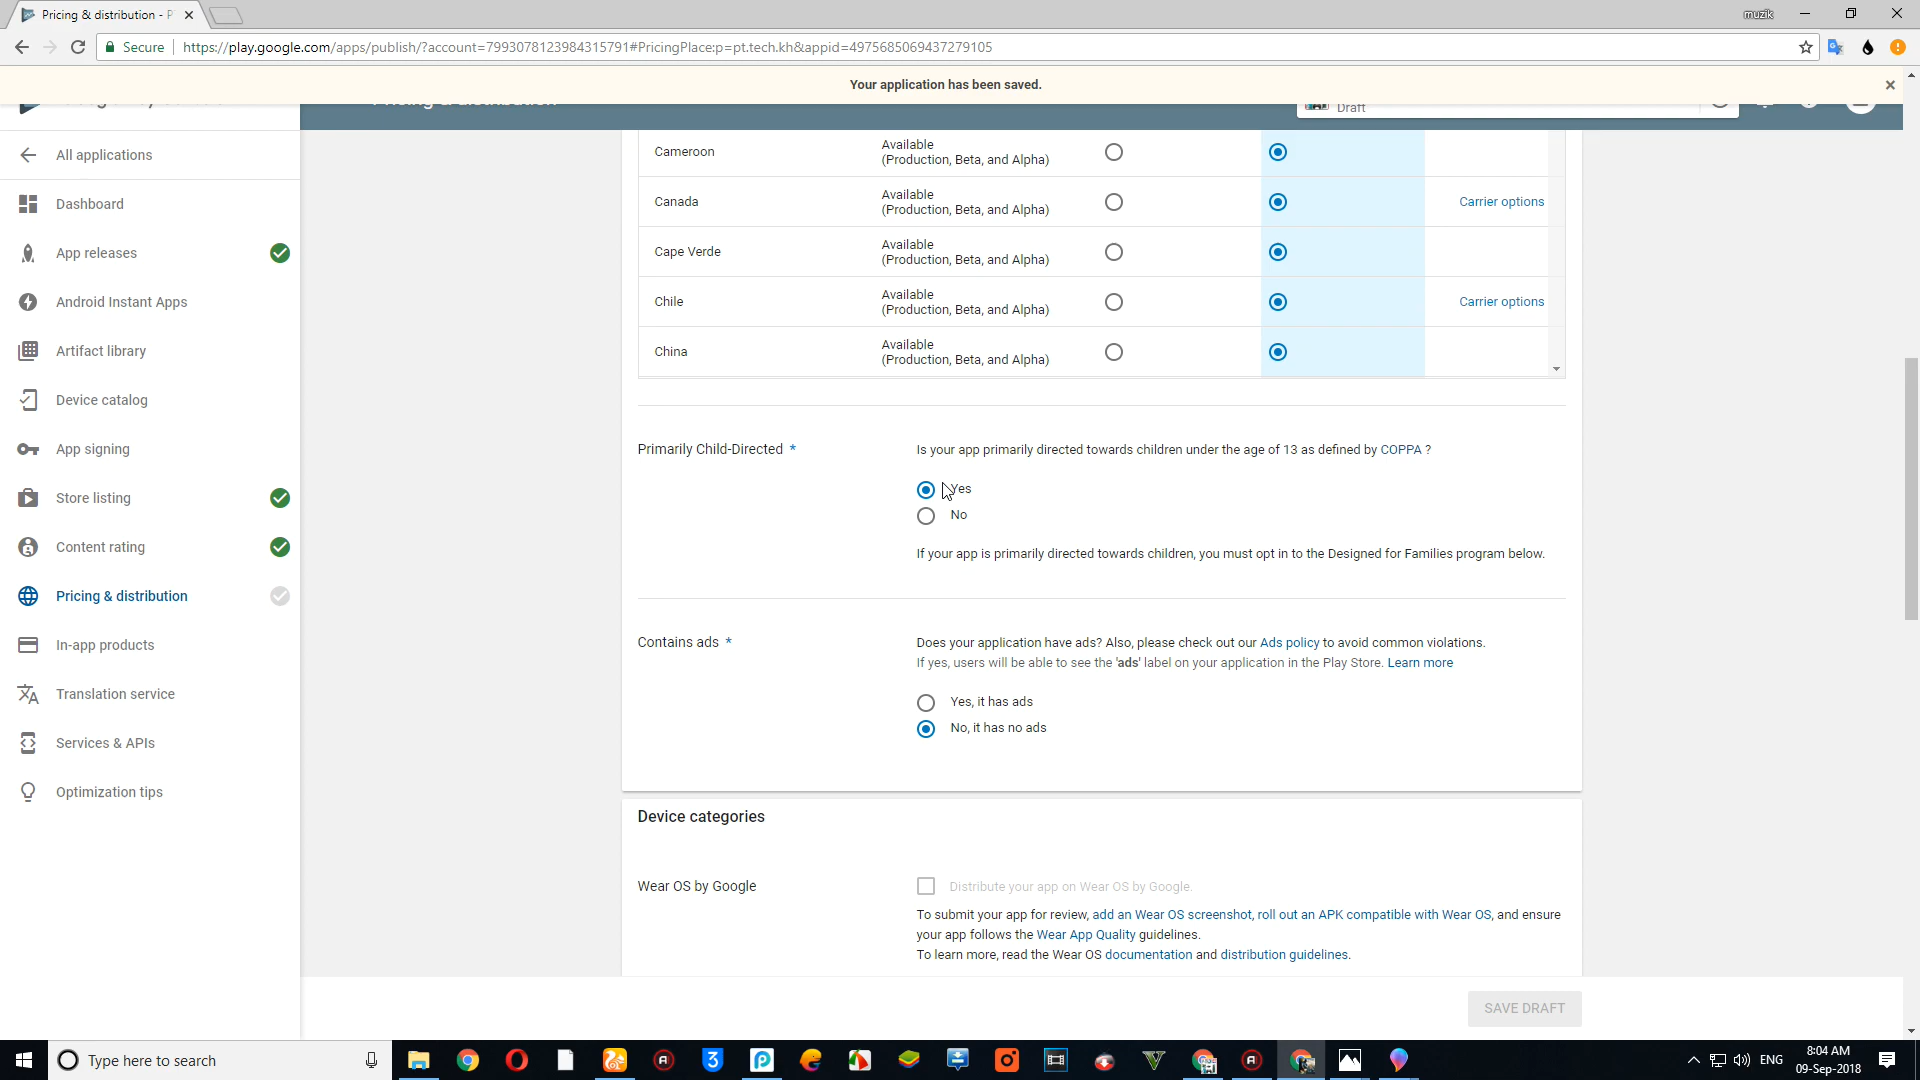 Pricing & distribution - P
muzik
Secure
https://play.google.com/apps/publish/?account=7993078123984315791#PricingPlace:p=pt.tech.kh&appid=4975685069437279105
Your application has been saved.
Pricing & distribution
Draft
All applications
Dashboard
App releases
Android Instant Apps
Artifact library
Device catalog
App signing
Store listing
Content rating
Pricing & distribution
In-app products
Translation service
Services & APIs
Optimization tips
Cameroon
Available
(Production, Beta, and Alpha)
Canada
Available
(Production, Beta, and Alpha)
Carrier options
Cape Verde
Available
(Production, Beta, and Alpha)
Chile
Available
(Production, Beta, and Alpha)
Carrier options
China
Available
(Production, Beta, and Alpha)
Primarily Child-Directed *
Is your app primarily directed towards children under the age of 13 as defined by COPPA ?
Yes
No
If your app is primarily directed towards children, you must opt in to the Designed for Families program below.
Contains ads *
Does your application have ads? Also, please check out our Ads policy to avoid common violations.
If yes, users will be able to see the 'ads' label on your application in the Play Store. Learn more
Yes, it has ads
No, it has no ads
Device categories
Wear OS by Google
Distribute your app on Wear OS by Google.
To submit your app for review, add an Wear OS screenshot, roll out an APK compatible with Wear OS, and ensure
your app follows the Wear App Quality guidelines.
To learn more, read the Wear OS documentation and distribution guidelines.
SAVE DRAFT
Type here to search
ENG
8:04 AM
09-Sep-2018